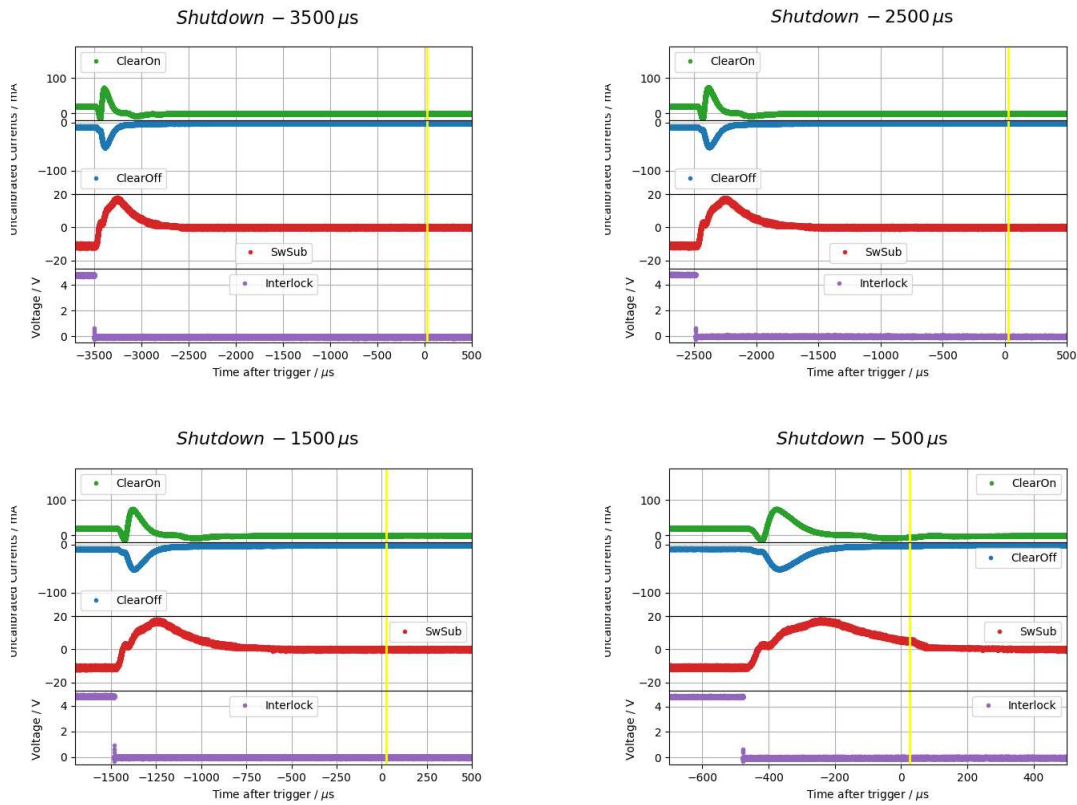 Shutdown − 3500 μs
ClearOn
100
0
0
−100
ClearOff
20
0
−20
SwSub
Interlock
4
2
0
Uncalibrated Currents / mA
Voltage / V
−3500 −3000 −2500 −2000 −1500 −1000 −500 0 500
Time after trigger / μs
Shutdown − 2500 μs
ClearOn
100
0
0
−100
ClearOff
20
0
−20
SwSub
Interlock
4
2
0
Uncalibrated Currents / mA
Voltage / V
−2500 −2000 −1500 −1000 −500 0 500
Time after trigger / μs
Shutdown − 1500 μs
ClearOn
100
0
0
−100
ClearOff
20
0
−20
SwSub
Interlock
4
2
0
Uncalibrated Currents / mA
Voltage / V
−1500 −1250 −1000 −750 −500 −250 0 250 500
Time after trigger / μs
Shutdown − 500 μs
ClearOn
100
0
0
−100
ClearOff
20
0
−20
SwSub
Interlock
4
2
0
Uncalibrated Currents / mA
Voltage / V
−600 −400 −200 0 200 400
Time after trigger / μs